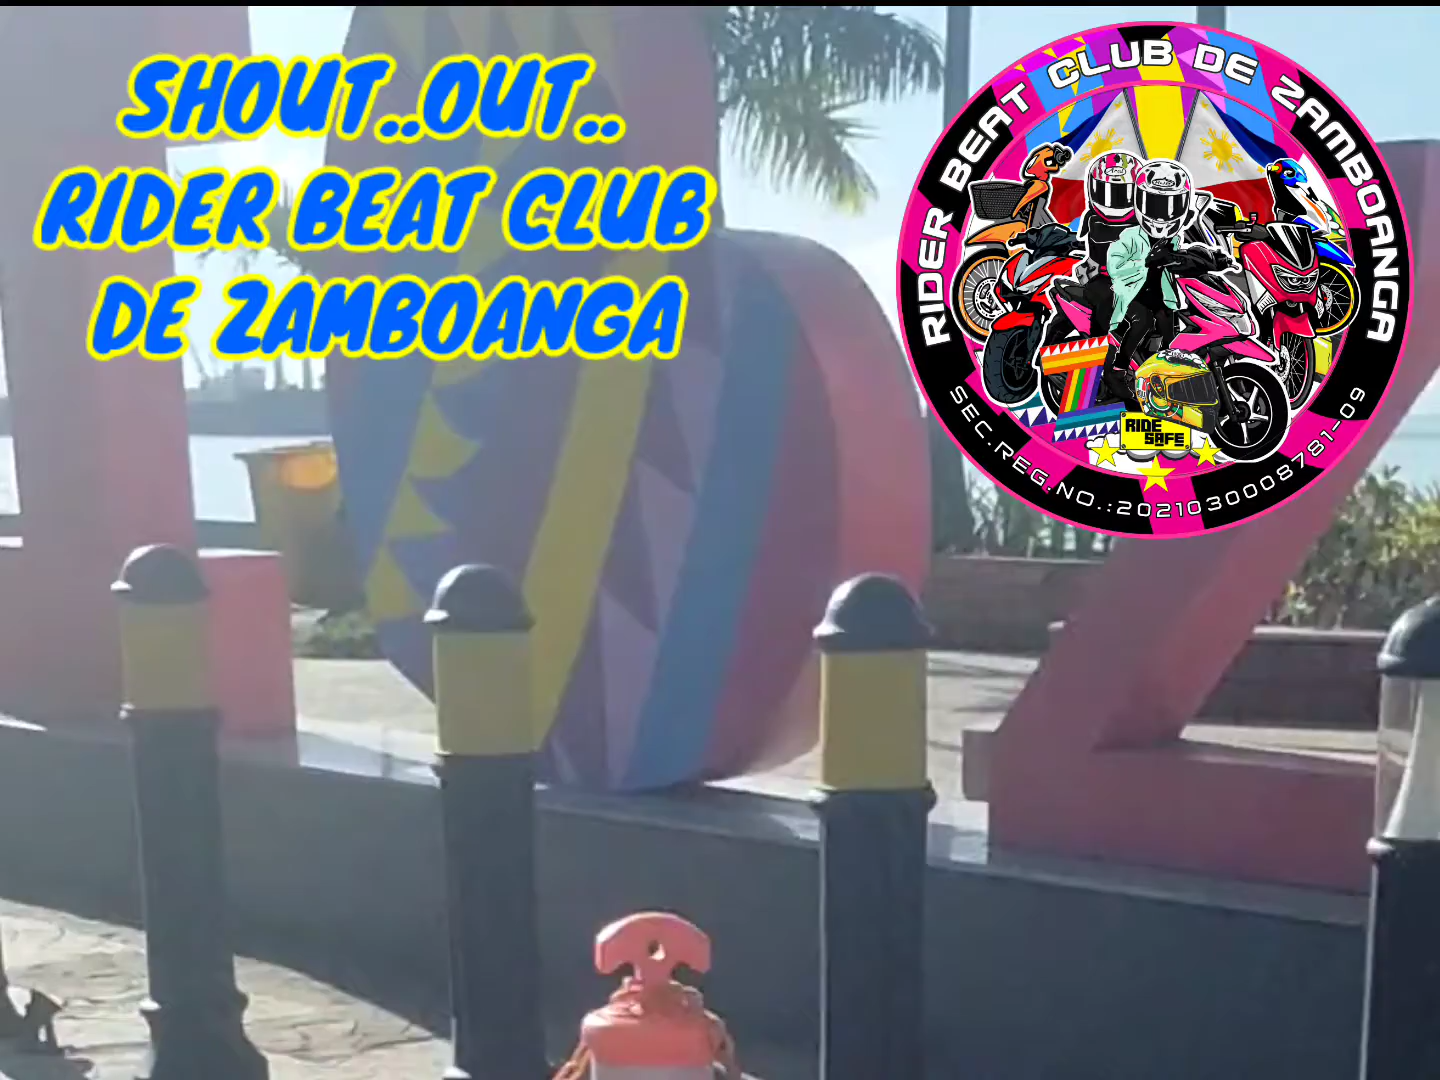 SHOUT..OUT..
RIDER BEAT CLUB
DE ZAMBOANGA
RIDER BEAT CLUB DE ZAMBOANGA
RIDE
SAFE
SEC.REG.NO.:2021030008781-09